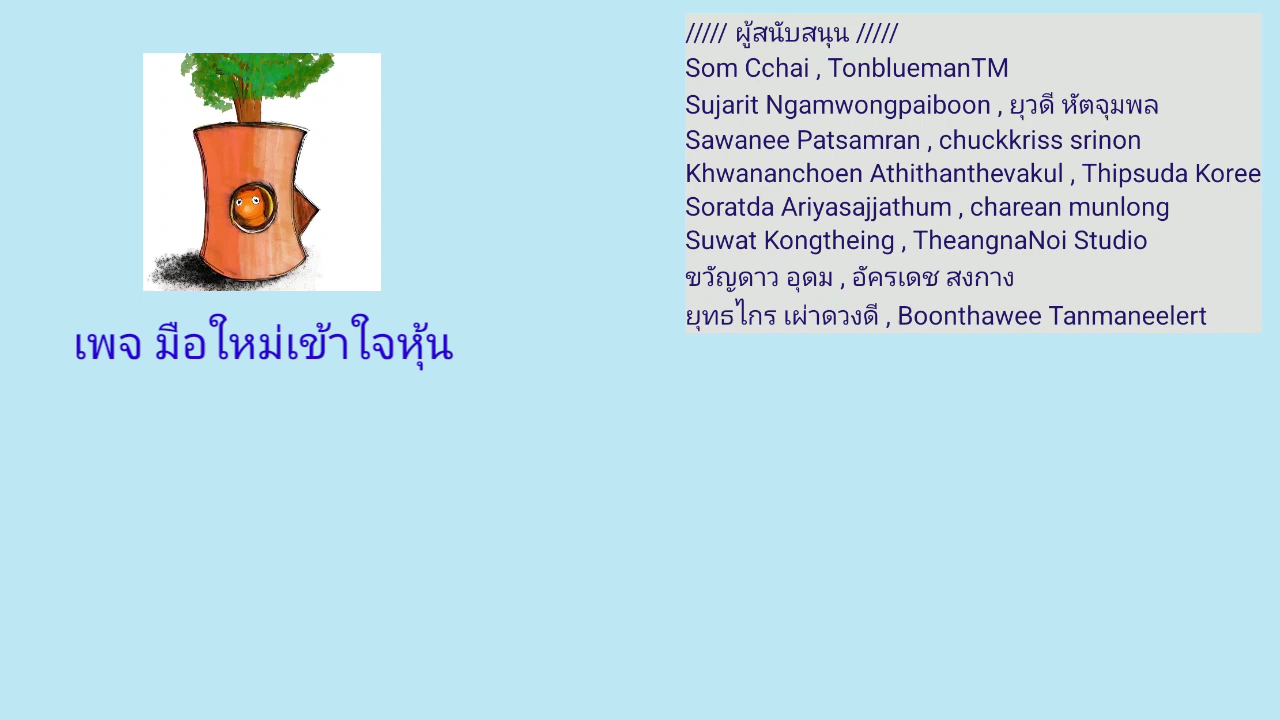 ///// ผู้สนับสนุน /////
Som Cchai , TonbluemanTM
Sujarit Ngamwongpaiboon , ยุวดี หัตจุมพล
Sawanee Patsamran , chuckkriss srinon
Khwananchoen Athithanthevakul , Thipsuda Koree
Soratda Ariyasajjathum , charean munlong
Suwat Kongtheing , TheangnaNoi Studio
ขวัญดาว อุดม , อัครเดช สงกาง
ยุทธไกร เผ่าดวงดี , Boonthawee Tanmaneelert
เพจ มือใหม่เข้าใจหุ้น